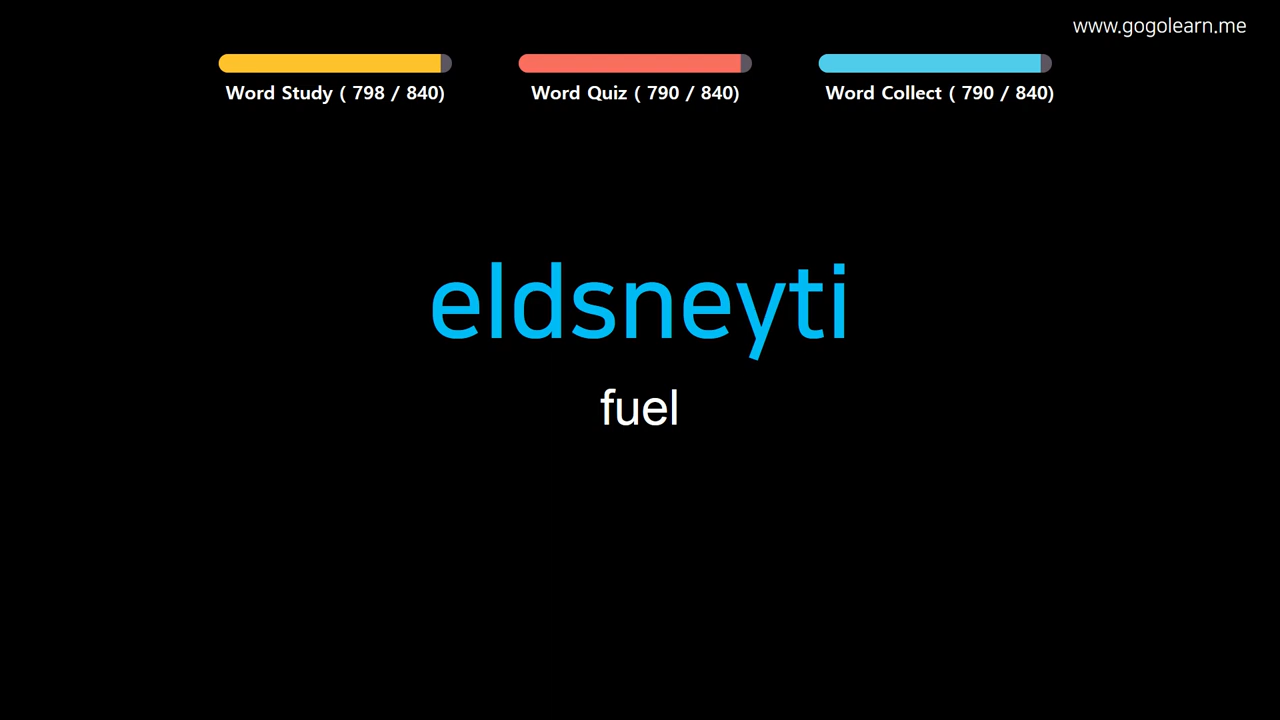 www.gogolearn.me
Word Study ( 798 / 840)
Word Quiz ( 790 / 840)
Word Collect ( 790 / 840)
eldsneyti
fuel